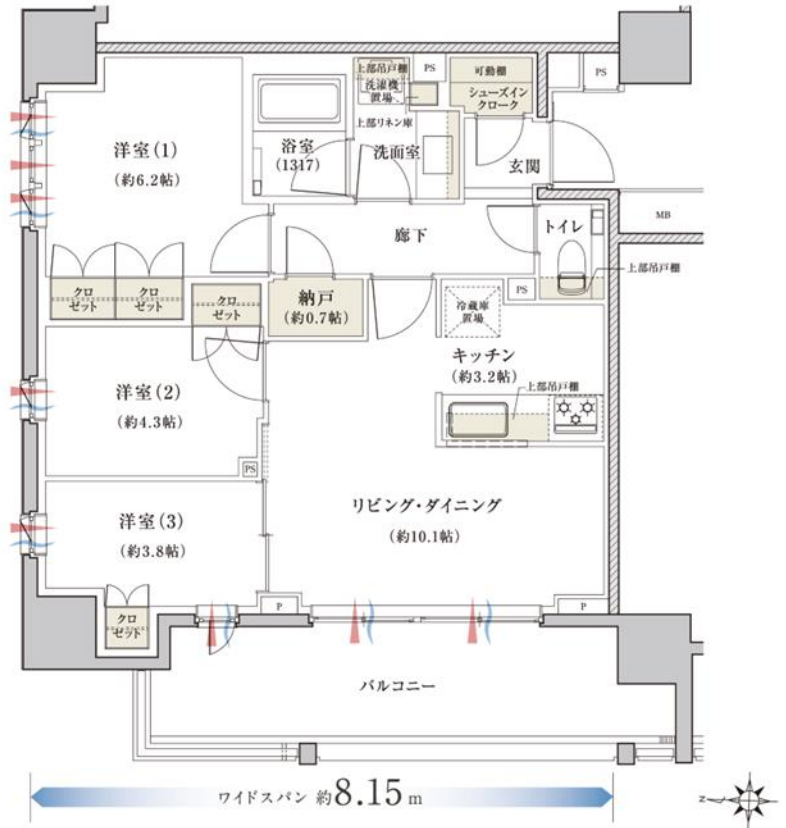 上部吊戸棚
洗濯機
置場
PS
可動棚
シューズイン
クローク
PS
上部リネン庫
洋室(1)
(約6.2帖)
浴室
(1317)
洗面室
玄関
MB
廊下
トイレ
上部吊戸棚
クロ
ゼット
クロ
ゼット
クロ
ゼット
納戸
(約0.7帖)
冷蔵庫
置場
PS
キッチン
(約3.2帖)
上部吊戸棚
洋室(2)
(約4.3帖)
PS
洋室(3)
(約3.8帖)
リビング・ダイニング
(約10.1帖)
クロ
ゼット
P
P
バルコニー
ワイドスパン 約8.15m
N